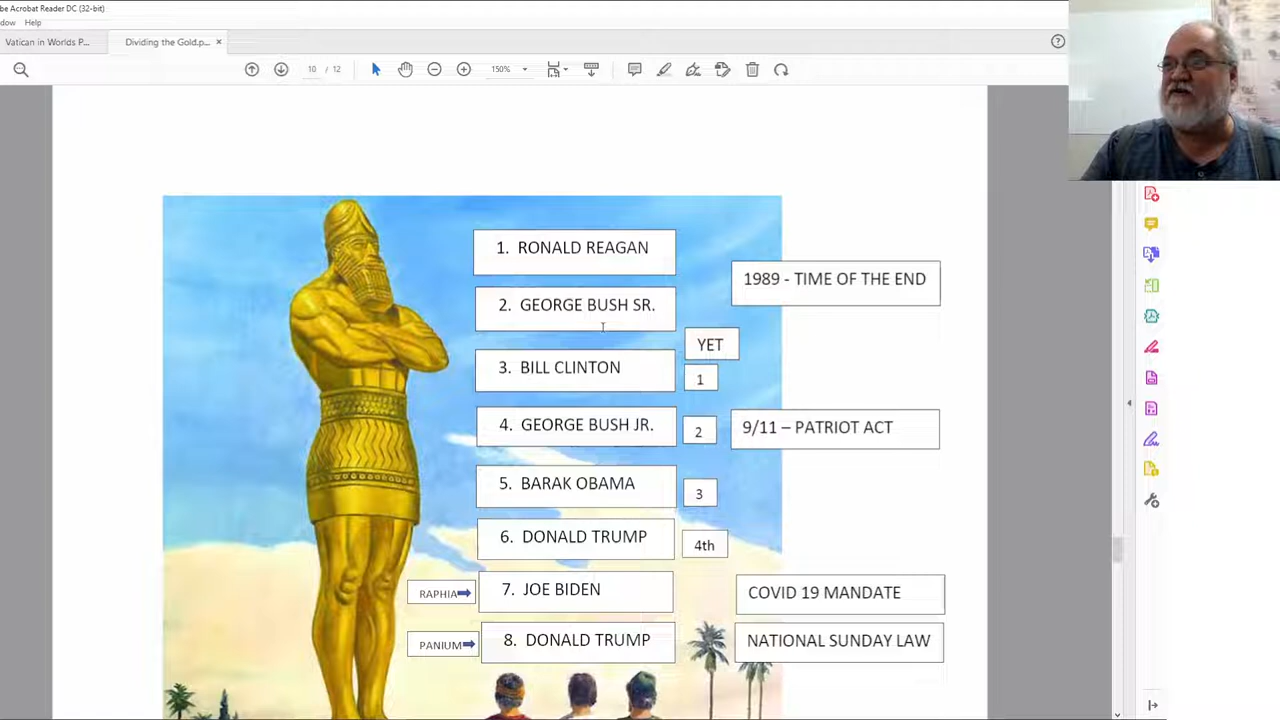 be Acrobat Reader DC (32-bit)
dow Help
Vatican in Worlds P...
Dividing the Gold.p...
10 / 12
150%
1. RONALD REAGAN
1989 - TIME OF THE END
2. GEORGE BUSH SR.
YET
3. BILL CLINTON
1
4. GEORGE BUSH JR.
2
9/11 – PATRIOT ACT
5. BARAK OBAMA
3
6. DONALD TRUMP
4th
RAPHIA
7. JOE BIDEN
COVID 19 MANDATE
PANIUM
8. DONALD TRUMP
NATIONAL SUNDAY LAW